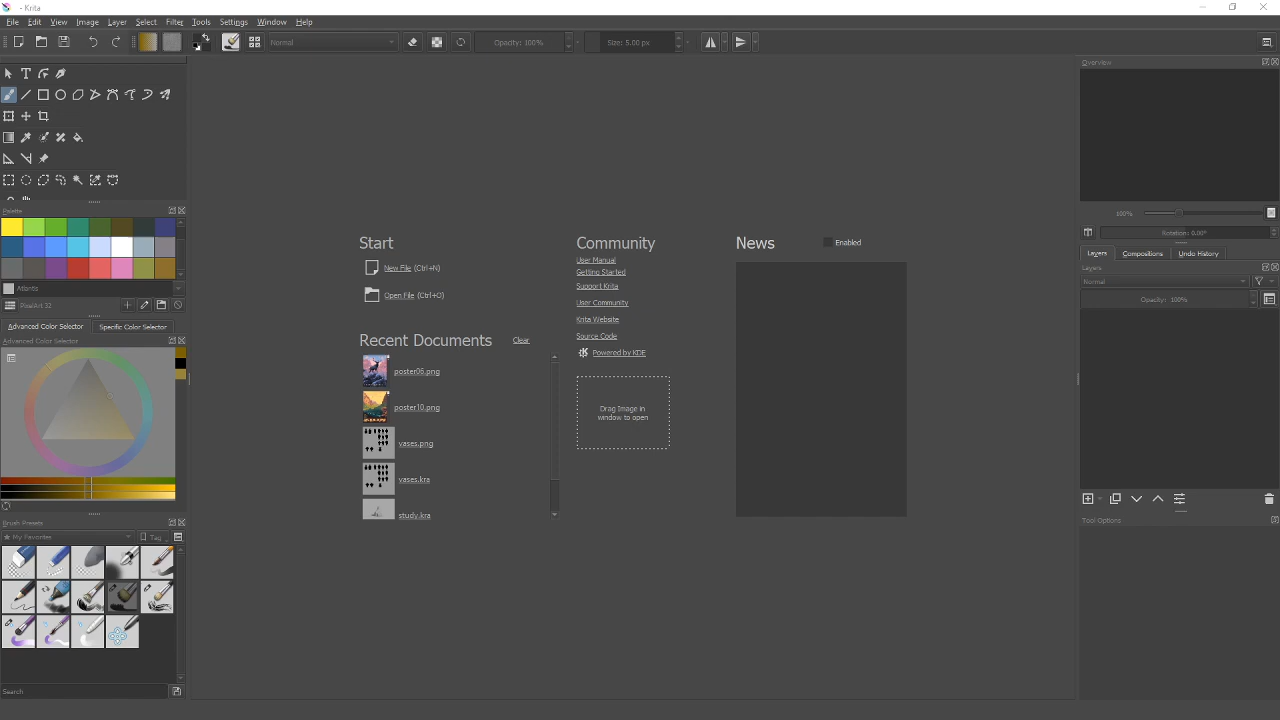 - Krita
File Edit View Image Layer Select Filter Tools Settings Window Help
Normal Opacity: 100% Size: 5.00 px
Overview
Palette
100%
Rotation: 0.00°
Start
New File (Ctrl+N)
Open File (Ctrl+O)
Recent Documents Clear
poster06.png
poster10.png
vases.png
vases.kra
study.kra
Community
User Manual
Getting Started
Support Krita
User Community
Krita Website
Source Code
Powered by KDE
Drag Image in
window to open
News Enabled
Layers Compositions Undo History
Layers
Normal
Opacity: 100%
Tool Options
Atlantis
PixelArt 32
Advanced Color Selector Specific Color Selector
Advanced Color Selector
Brush Presets
My Favorites Tag
Search